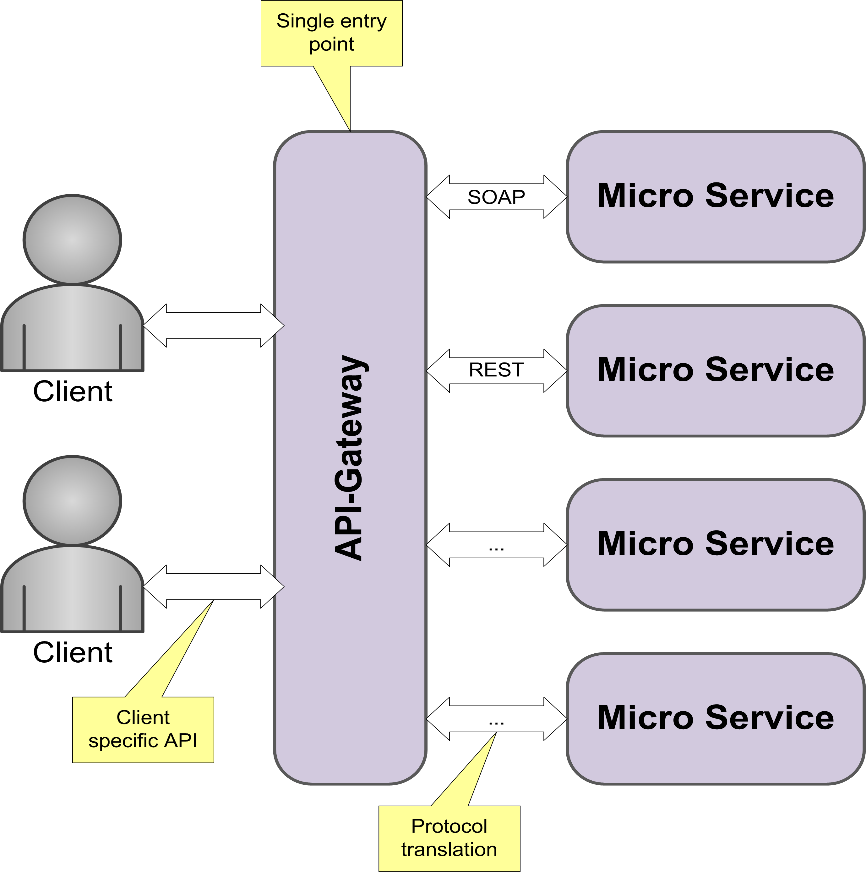 Single entry
point
SOAP
Micro Service
REST
Micro Service
Client
API-Gateway
...
Micro Service
Client
Client
specific API
...
Micro Service
Protocol
translation